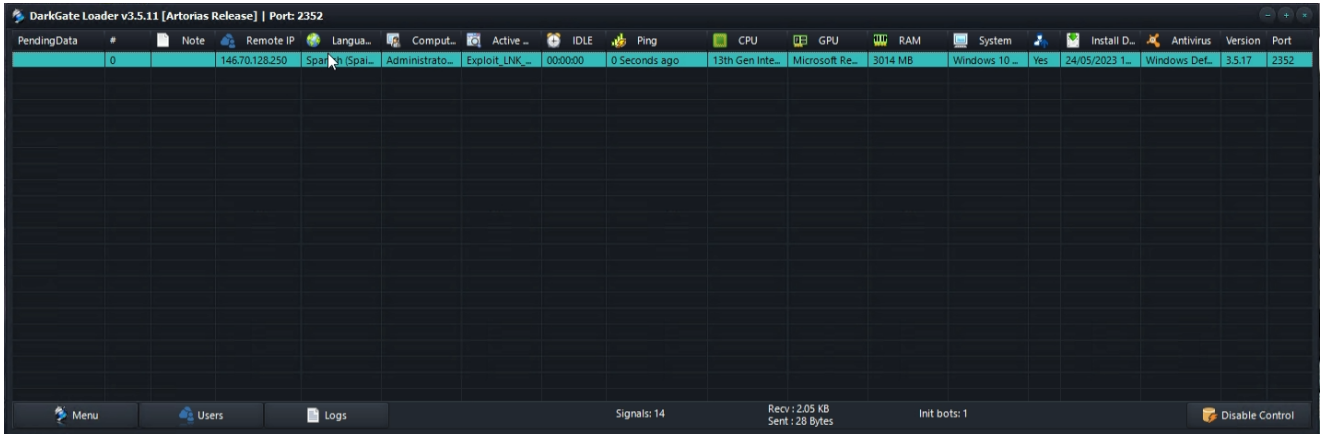 DarkGate Loader v3.5.11 [Artorias Release] | Port: 2352
PendingData # Note Remote IP Langua... Comput... Active ... IDLE Ping CPU GPU RAM System Install D... Antivirus Version Port
0 146.70.128.250 Spanish (Spai... Administrato... Exploit_LNK_... 00:00:00 0 Seconds ago 13th Gen Inte... Microsoft Re... 3014 MB Windows 10 ... Yes 24/05/2023 1... Windows Def... 3.5.17 2352
Menu Users Logs Signals: 14 Recv : 2.05 KB Init bots: 1 Disable Control
Sent : 28 Bytes